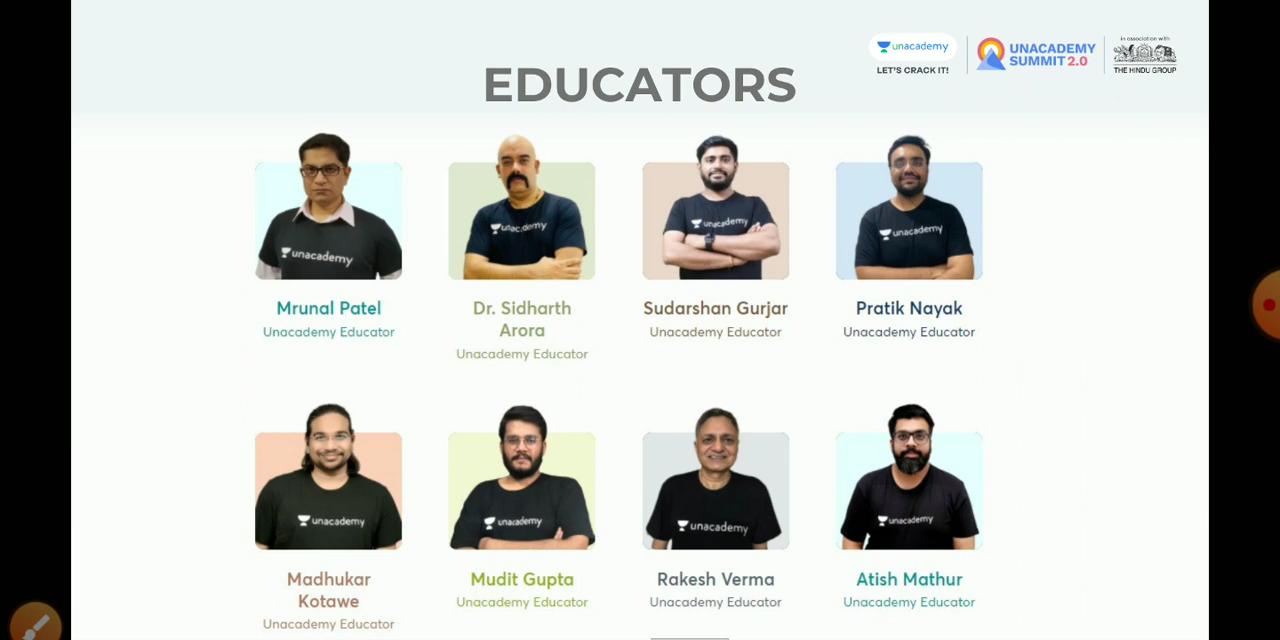 in association with
unacademy
UNACADEMY
SUMMIT 2.0
LET'S CRACK IT!
THE HINDU GROUP
EDUCATORS
unacademy
unacademy
unacademy
unacademy
Mrunal Patel
Unacademy Educator
Dr. Sidharth
Arora
Unacademy Educator
Sudarshan Gurjar
Unacademy Educator
Pratik Nayak
Unacademy Educator
unacademy
unacademy
unacademy
unacademy
Madhukar
Kotawe
Unacademy Educator
Mudit Gupta
Unacademy Educator
Rakesh Verma
Unacademy Educator
Atish Mathur
Unacademy Educator